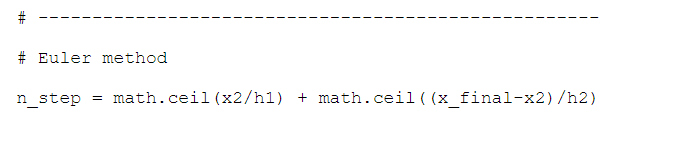 # ----------------------------------------------------
# Euler method
n_step = math.ceil(x2/h1) + math.ceil((x_final-x2)/h2)